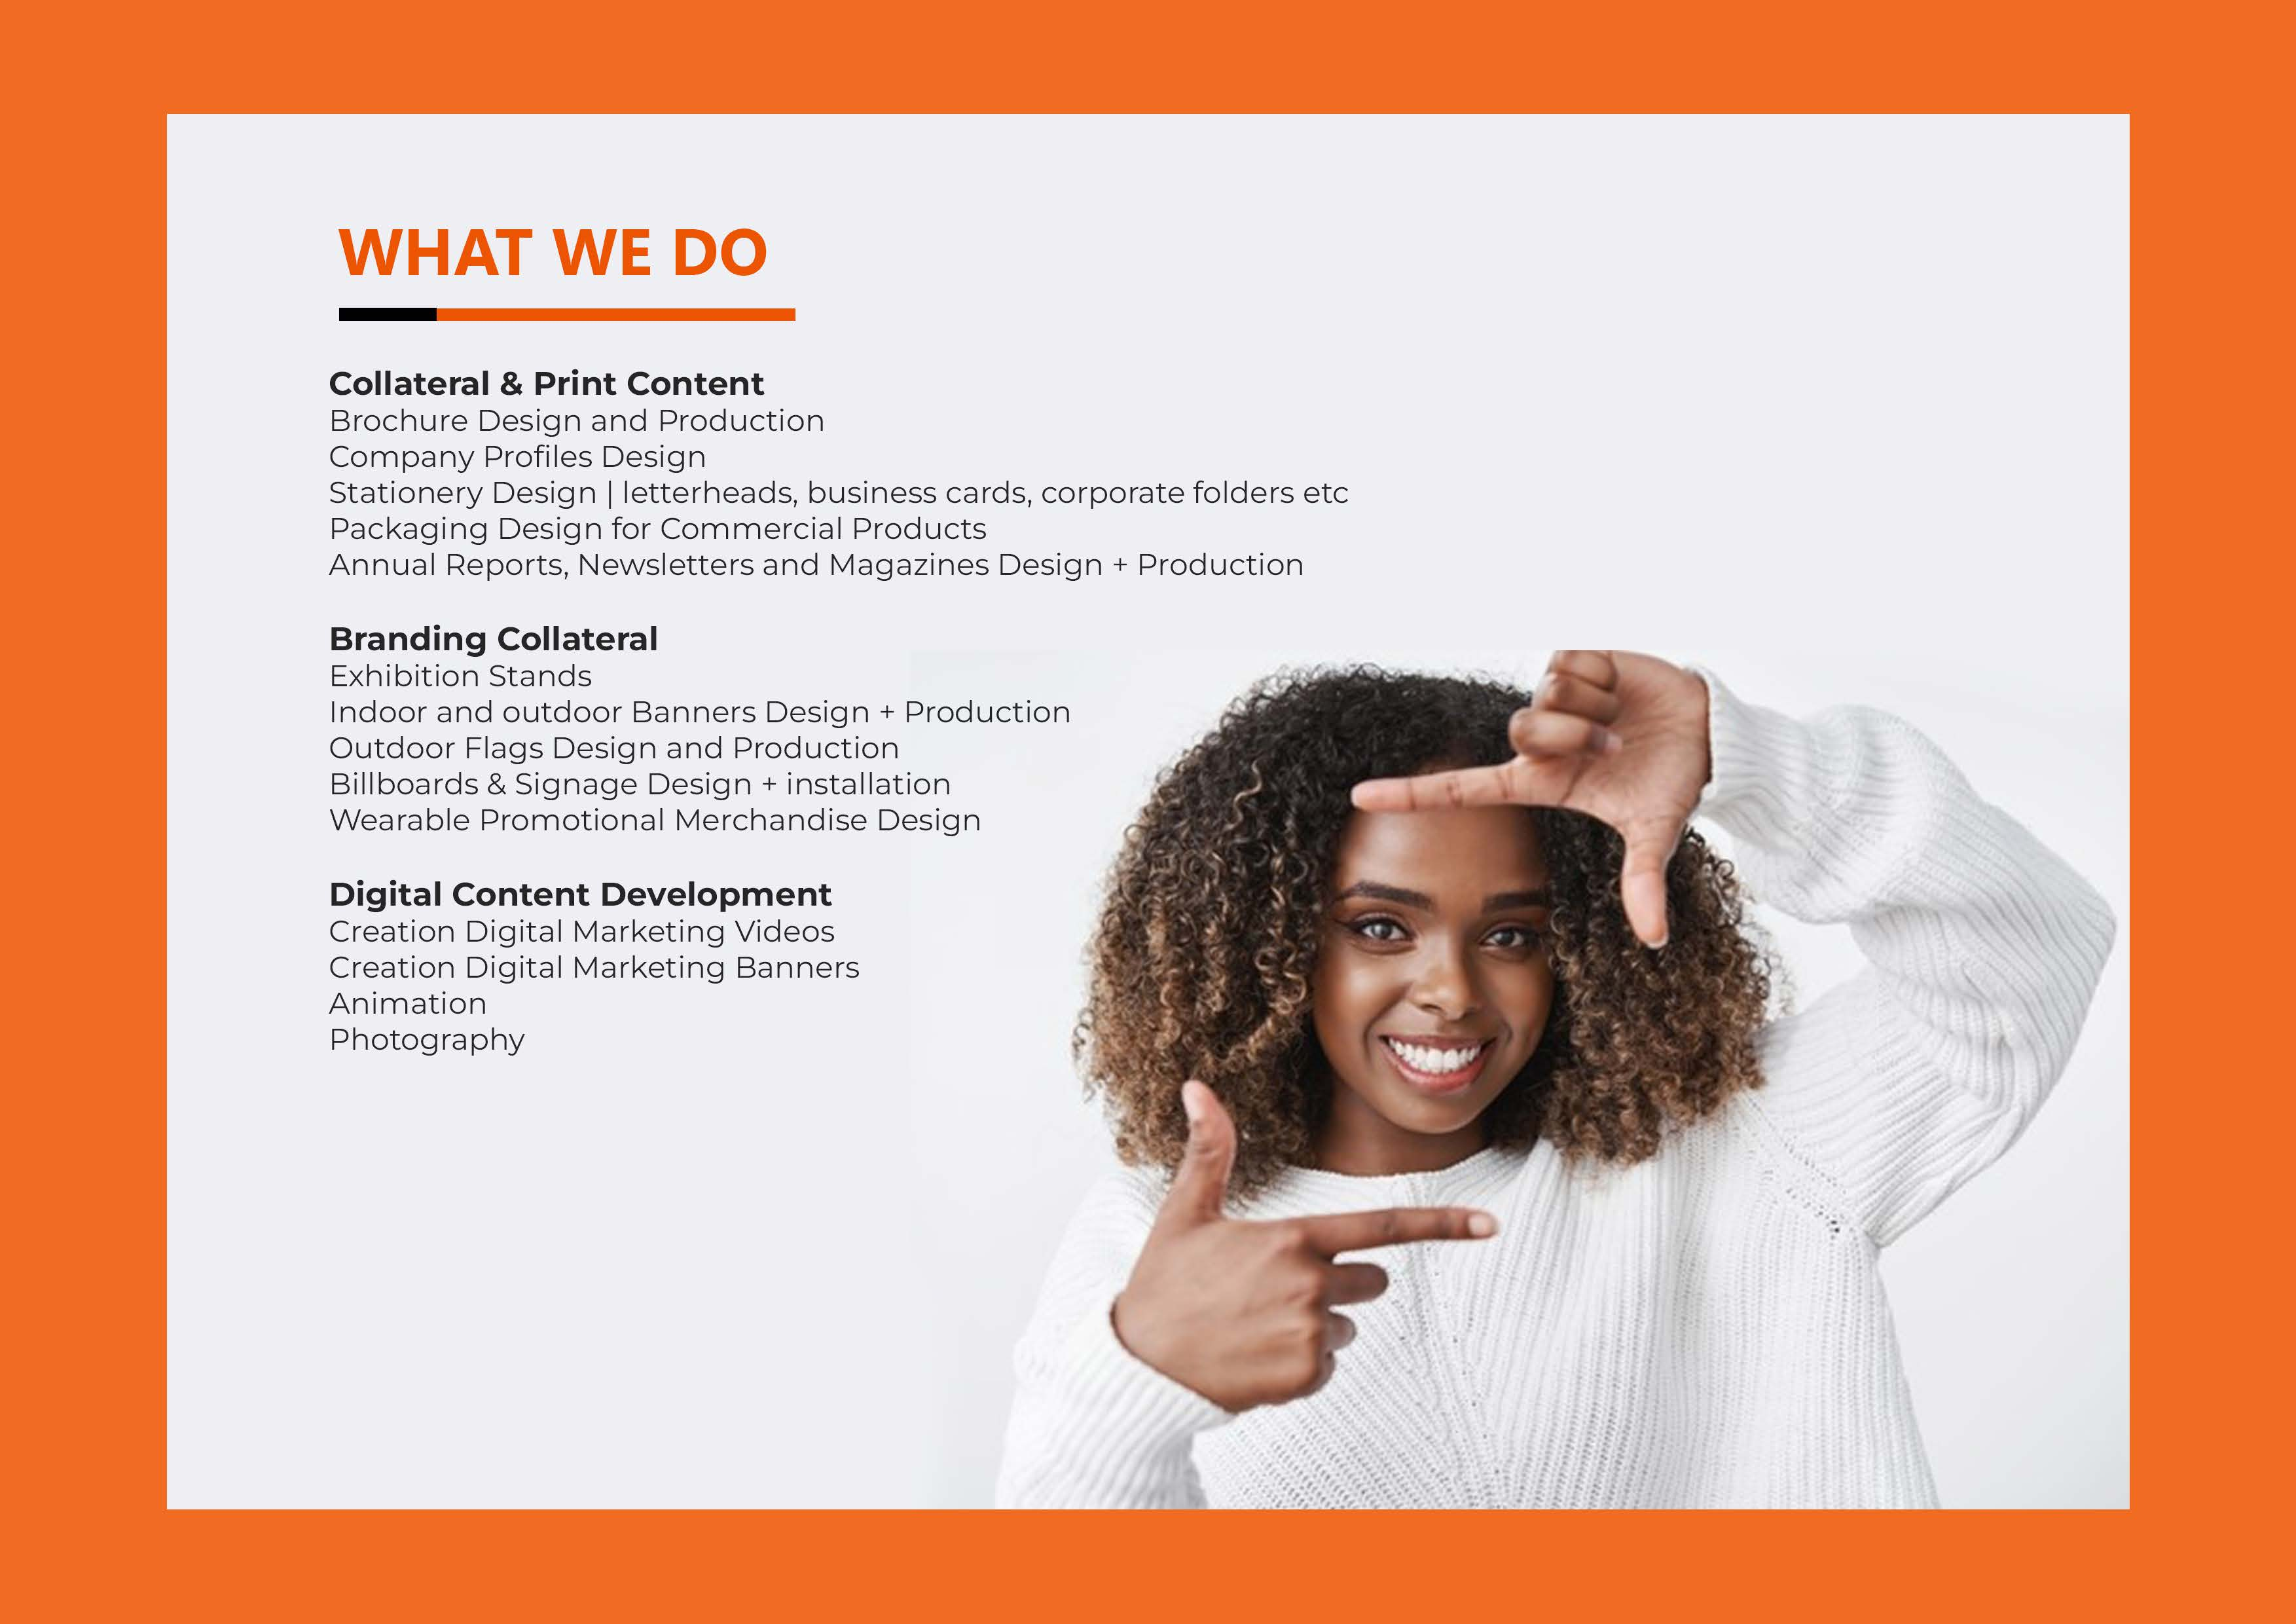 WHAT WE DO
Collateral & Print Content
Brochure Design and Production
Company Profiles Design
Stationery Design | letterheads, business cards, corporate folders etc
Packaging Design for Commercial Products
Annual Reports, Newsletters and Magazines Design + Production
Branding Collateral
Exhibition Stands
Indoor and outdoor Banners Design + Production
Outdoor Flags Design and Production
Billboards & Signage Design + installation
Wearable Promotional Merchandise Design
Digital Content Development
Creation Digital Marketing Videos
Creation Digital Marketing Banners
Animation
Photography